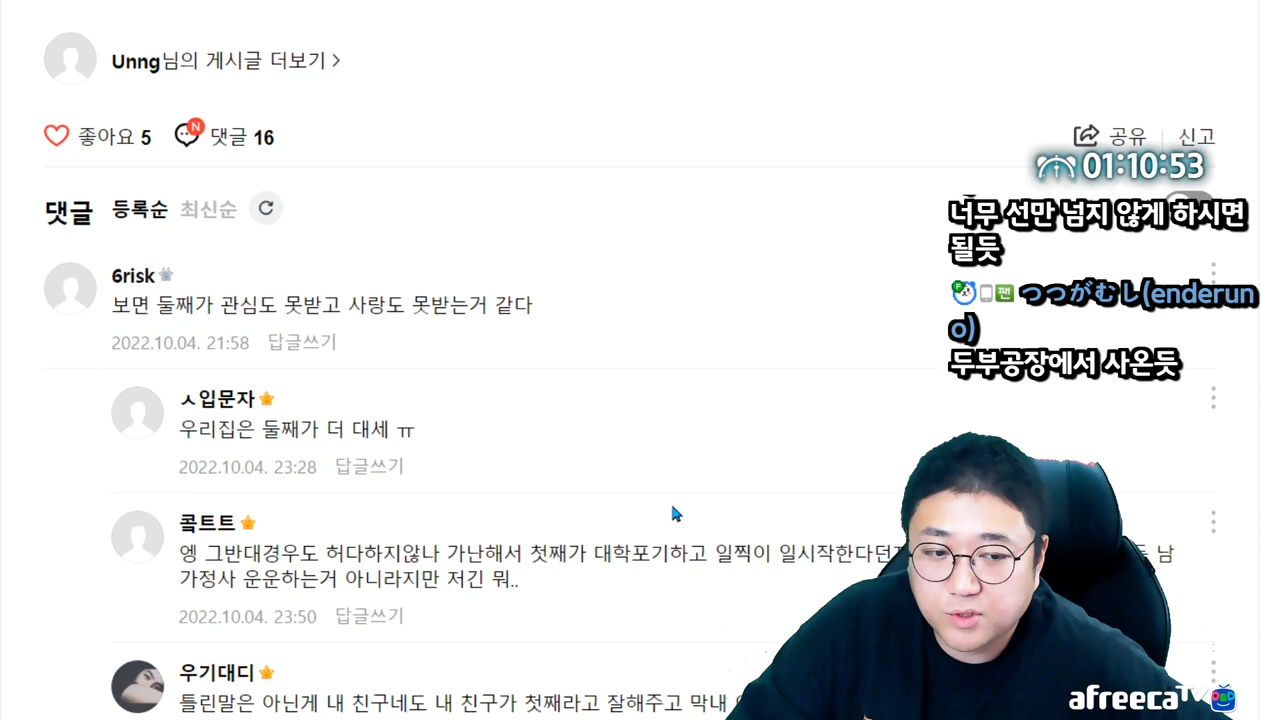 Unng님의 게시글 더보기 >
좋아요 5 댓글 16
공유 신고
01:10:53
댓글 등록순 최신순
너무 선만 넘지 않게 하시면
될듯
6risk
보면 둘째가 관심도 못받고 사랑도 못받는거 같다
2022.10.04. 21:58 답글쓰기
팬 つつがむし(enderun
o)
두부공장에서 사온듯
ㅅ입문자
우리집은 둘째가 더 대세 ㅠ
2022.10.04. 23:28 답글쓰기
콬트트
엥 그반대경우도 허다하지않나 가난해서 첫째가 대학포기하고 일찍이 일시작한다던
남
가정사 운운하는거 아니라지만 저긴 뭐..
2022.10.04. 23:50 답글쓰기
우기대디
틀린말은 아닌게 내 친구네도 내 친구가 첫째라고 잘해주고 막내
afreecaTV